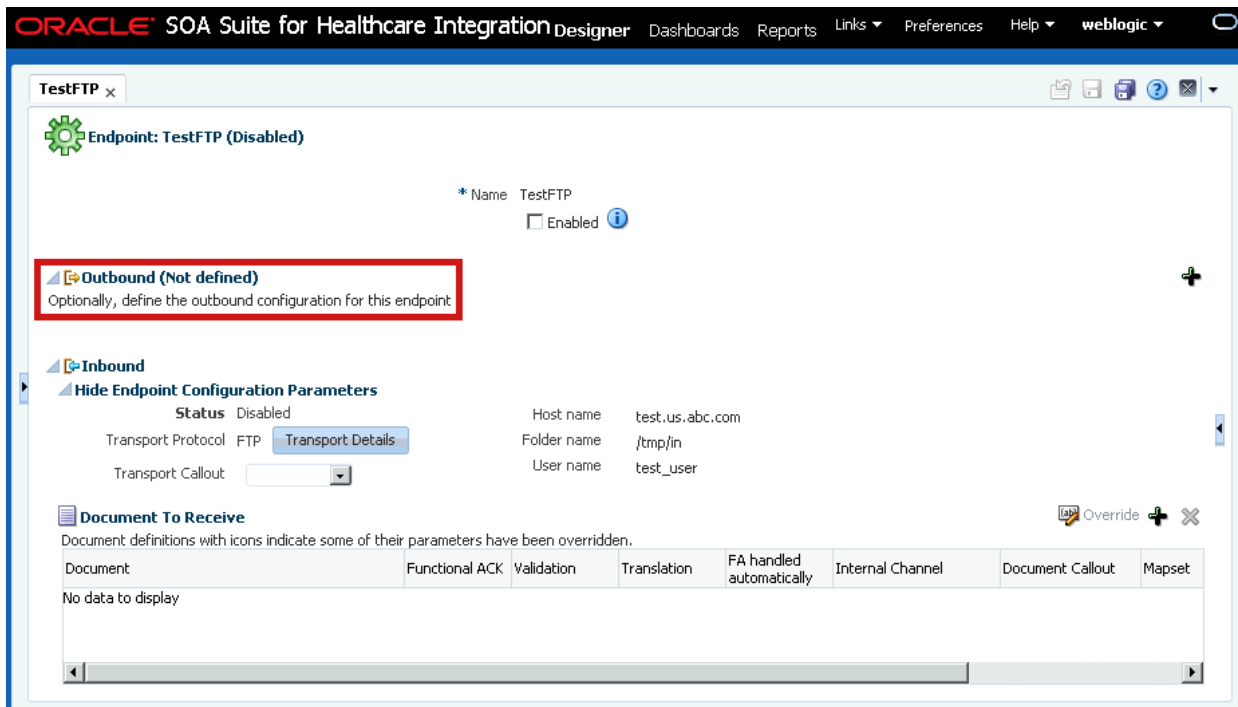 ORACLE® SOA Suite for Healthcare Integration Designer Dashboards Reports Links Preferences Help weblogic
TestFTP
Endpoint: TestFTP (Disabled)
* Name TestFTP
Enabled
Outbound (Not defined)
Optionally, define the outbound configuration for this endpoint
Inbound
Hide Endpoint Configuration Parameters
Status Disabled
Host name test.us.abc.com
Transport Protocol FTP Transport Details
Folder name /tmp/in
Transport Callout
User name test_user
Document To Receive
Override
Document definitions with icons indicate some of their parameters have been overridden.
Document Functional ACK Validation Translation FA handled automatically Internal Channel Document Callout Mapset
No data to display